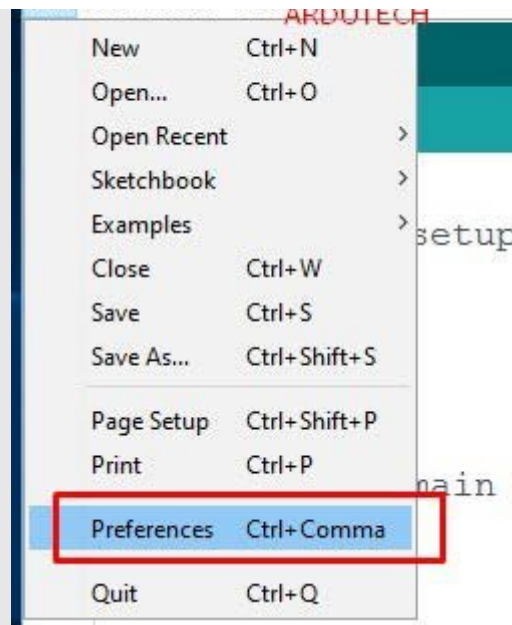 ARDUTECH
New Ctrl+N
Open... Ctrl+O
Open Recent >
Sketchbook >
Examples >
setup
Close Ctrl+W
Save Ctrl+S
Save As... Ctrl+Shift+S
Page Setup Ctrl+Shift+P
Print Ctrl+P
main
Preferences Ctrl+Comma
Quit Ctrl+Q